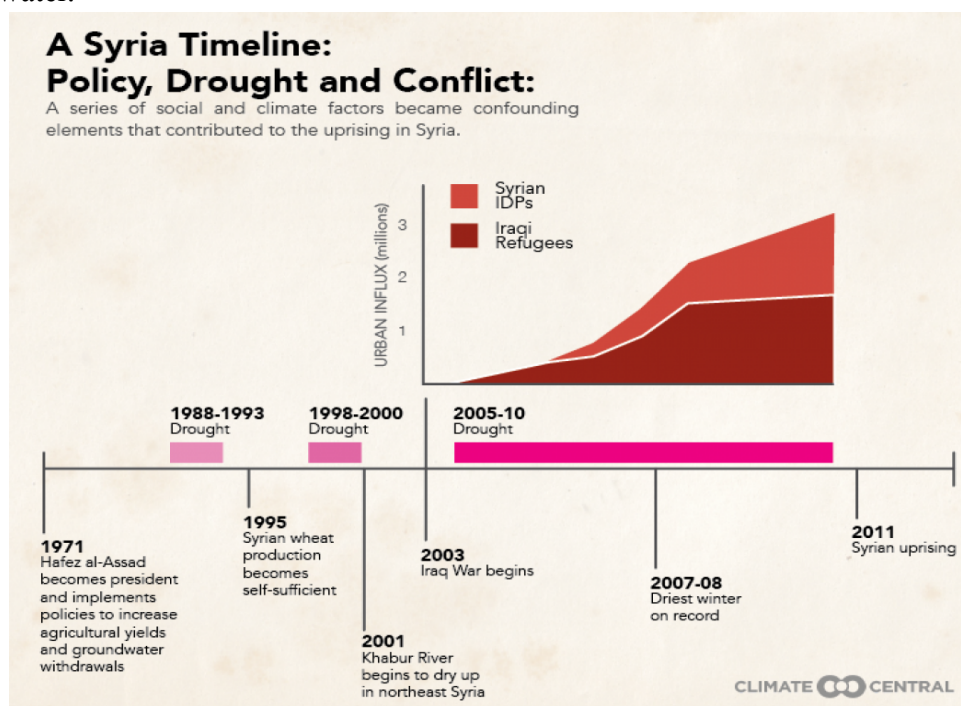 A Syria Timeline:
Policy, Drought and Conflict:
A series of social and climate factors became confounding
elements that contributed to the uprising in Syria.
Syrian
IDPs
Iraqi
Refugees
URBAN INFLUX (millions)
3
2
1
1988-1993
Drought
1998-2000
Drought
2005-10
Drought
1971
Hafez al-Assad
becomes president
and implements
policies to increase
agricultural yields
and groundwater
withdrawals
1995
Syrian wheat
production
becomes
self-sufficient
2001
Khabur River
begins to dry up
in northeast Syria
2003
Iraq War begins
2007-08
Driest winter
on record
2011
Syrian uprising
CLIMATE CENTRAL